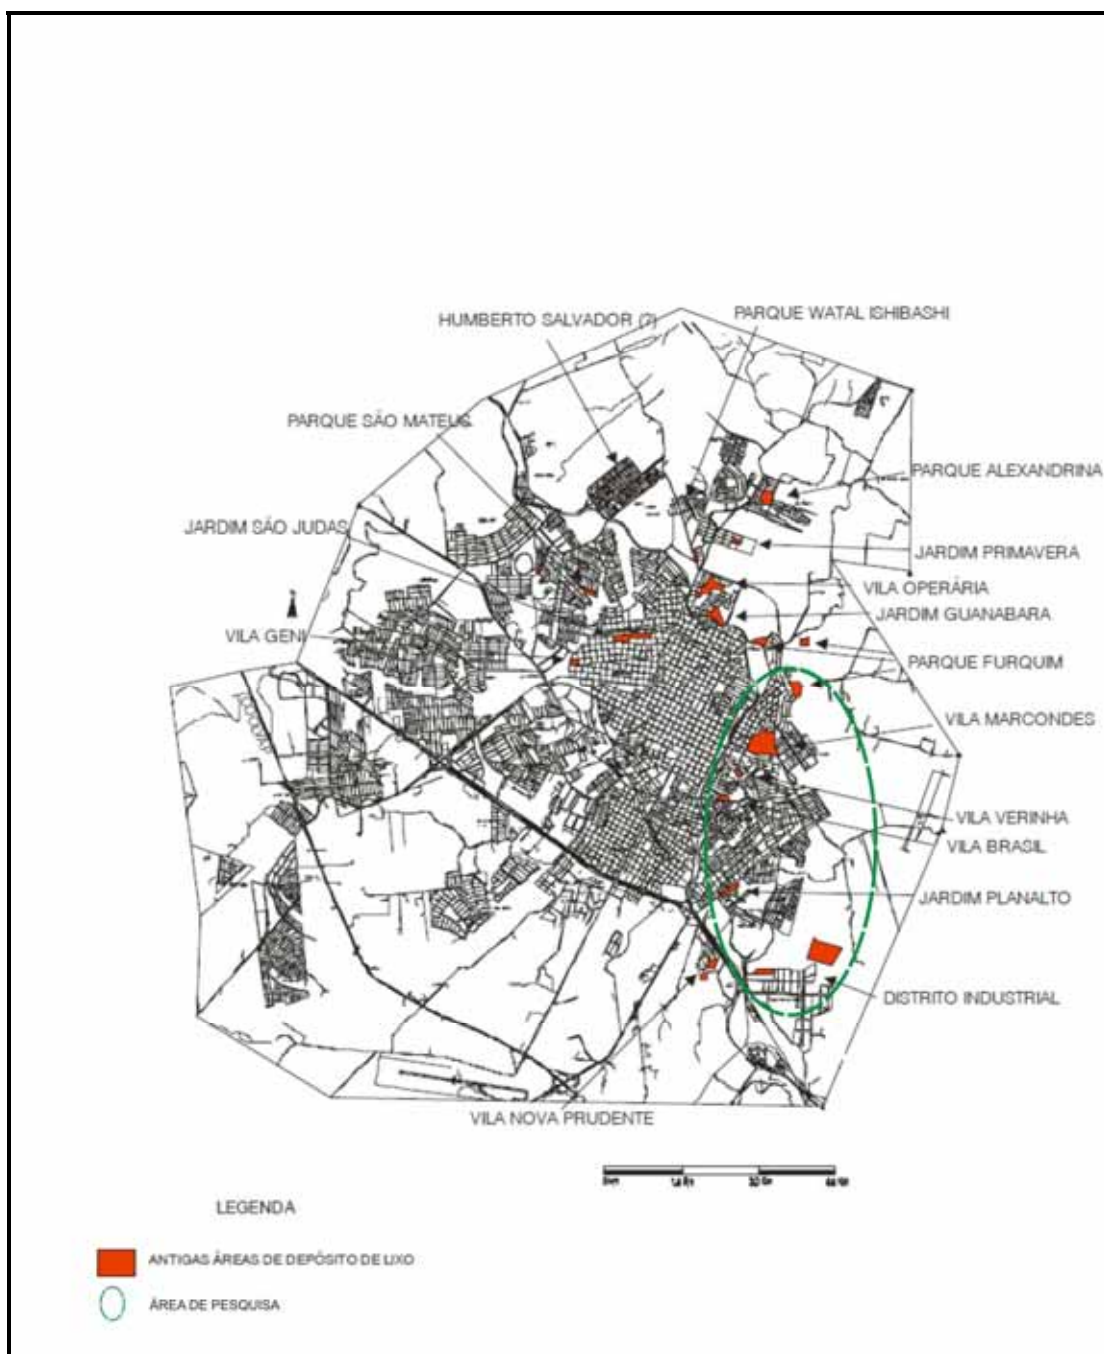 PARQUE WATAL ISHIBASHI
HUMBERTO SALVADOR (?)
PARQUE SÃO MATEUS
PARQUE ALEXANDRINA
JARDIM SÃO JUDAS
JARDIM PRIMAVERA
VILA OPERÁRIA
JARDIM GUANABARA
VILA GENI
PARQUE FURQUIM
VILA MARCONDES
VILA VERINHA
VILA BRASIL
JARDIM PLANALTO
DISTRITO INDUSTRIAL
VILA NOVA PRUDENTE
LEGENDA
ANTIGAS ÁREAS DE DEPÓSITO DE LIXO
ÁREA DE PESQUISA